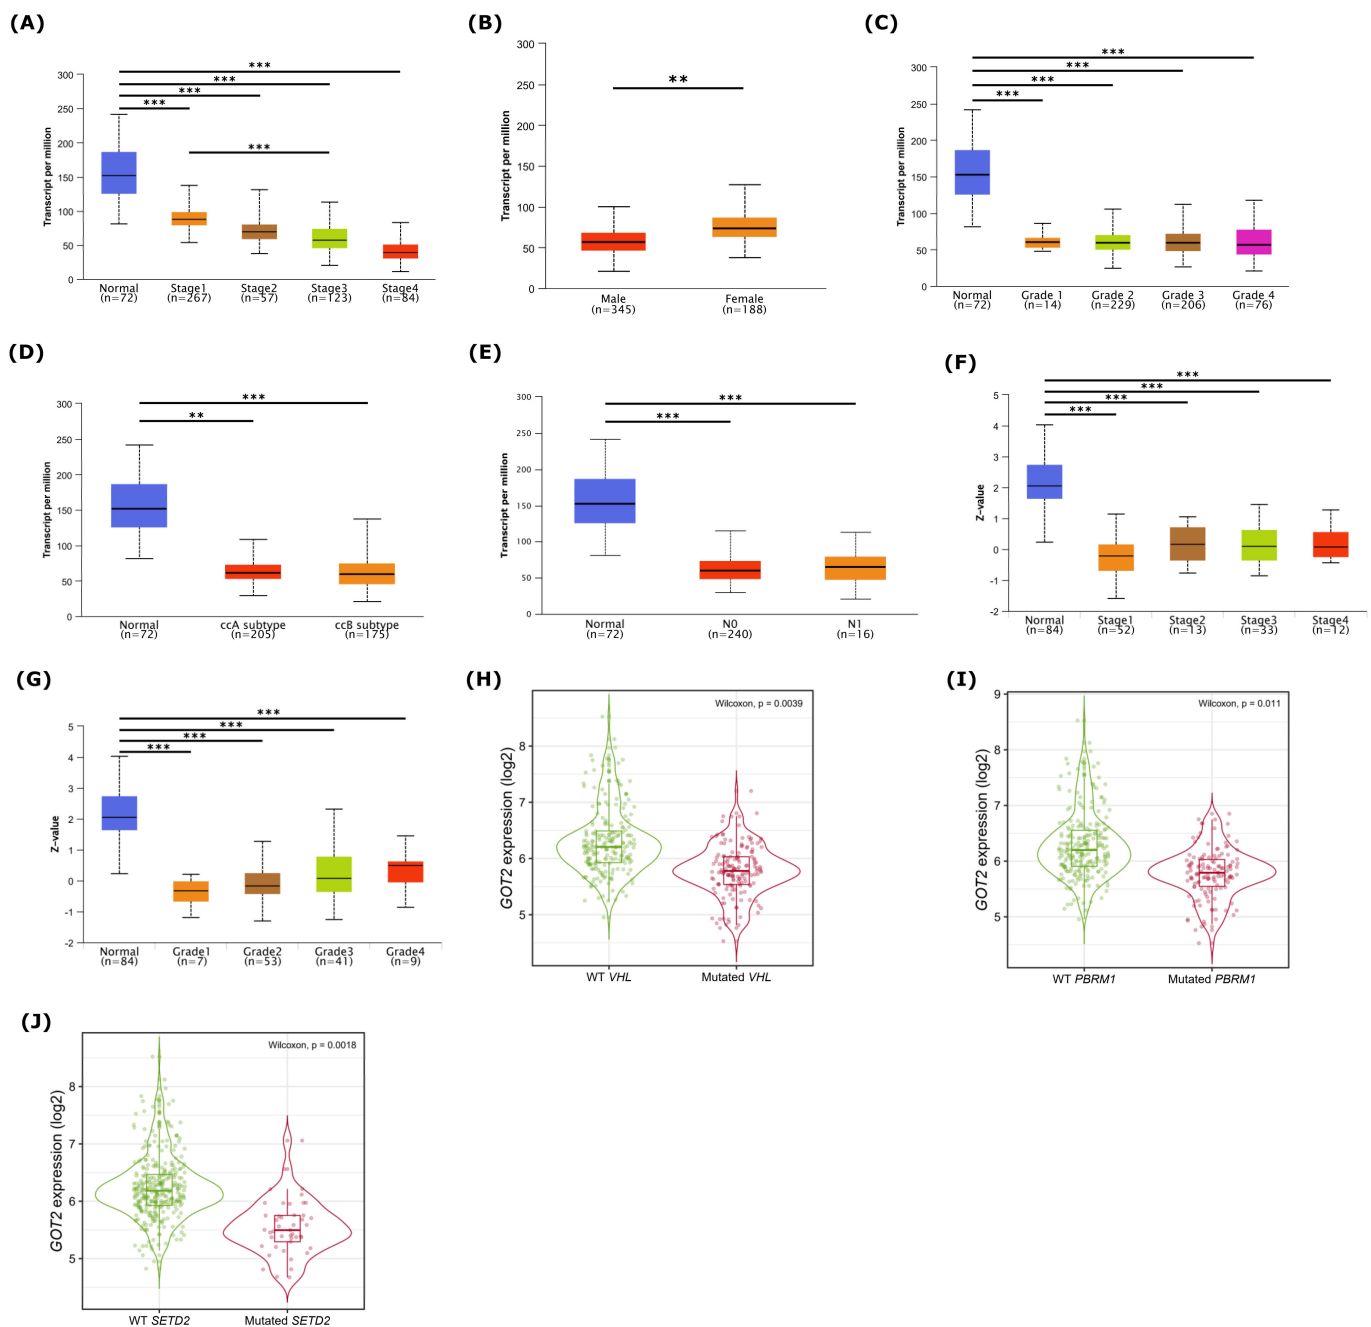 (A)
***
***
***
***
***
Transcript per million
300
250
200
150
100
50
0
Normal Stage1 Stage2 Stage3 Stage4
(n=72) (n=267) (n=57) (n=123) (n=84)
(B)
**
Transcript per million
300
250
200
150
100
50
0
Male Female
(n=345) (n=188)
(C)
***
***
***
***
Transcript per million
300
250
200
150
100
50
0
Normal Grade 1 Grade 2 Grade 3 Grade 4
(n=72) (n=14) (n=229) (n=206) (n=76)
(D)
***
**
Transcript per million
300
250
200
150
100
50
0
Normal ccA subtype ccB subtype
(n=72) (n=205) (n=175)
(E)
***
***
Transcript per million
300
250
200
150
100
50
0
Normal N0 N1
(n=72) (n=240) (n=16)
(F)
***
***
***
***
Z-value
5
4
3
2
1
0
-1
-2
Normal Stage1 Stage2 Stage3 Stage4
(n=84) (n=52) (n=13) (n=33) (n=12)
(G)
***
***
***
***
Z-value
5
4
3
2
1
0
-1
-2
Normal Grade1 Grade2 Grade3 Grade4
(n=84) (n=7) (n=53) (n=41) (n=9)
(H)
Wilcoxon, p = 0.0039
GOT2 expression (log2)
8
7
6
5
WT VHL Mutated VHL
(I)
Wilcoxon, p = 0.011
GOT2 expression (log2)
9
8
7
6
5
WT PBRM1 Mutated PBRM1
(J)
Wilcoxon, p = 0.0018
GOT2 expression (log2)
8
7
6
5
WT SETD2 Mutated SETD2